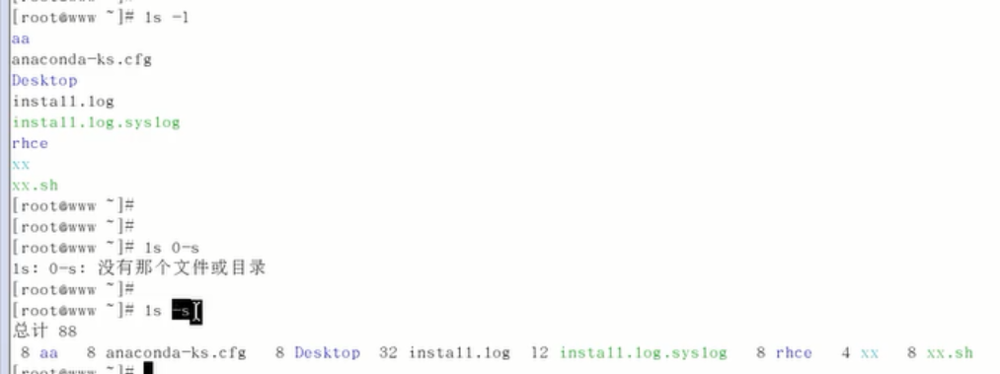 [root@www ~]# ls -1
aa
anaconda-ks.cfg
Desktop
install.log
install.log.syslog
rhce
xx
xx.sh
[root@www ~]#
[root@www ~]#
[root@www ~]# ls 0-s
ls: 0-s: 没有那个文件或目录
[root@www ~]#
[root@www ~]# ls -s
总计 88
8 aa 8 anaconda-ks.cfg 8 Desktop 32 install.log 12 install.log.syslog 8 rhce 4 xx 8 xx.sh
[root@www ~]#